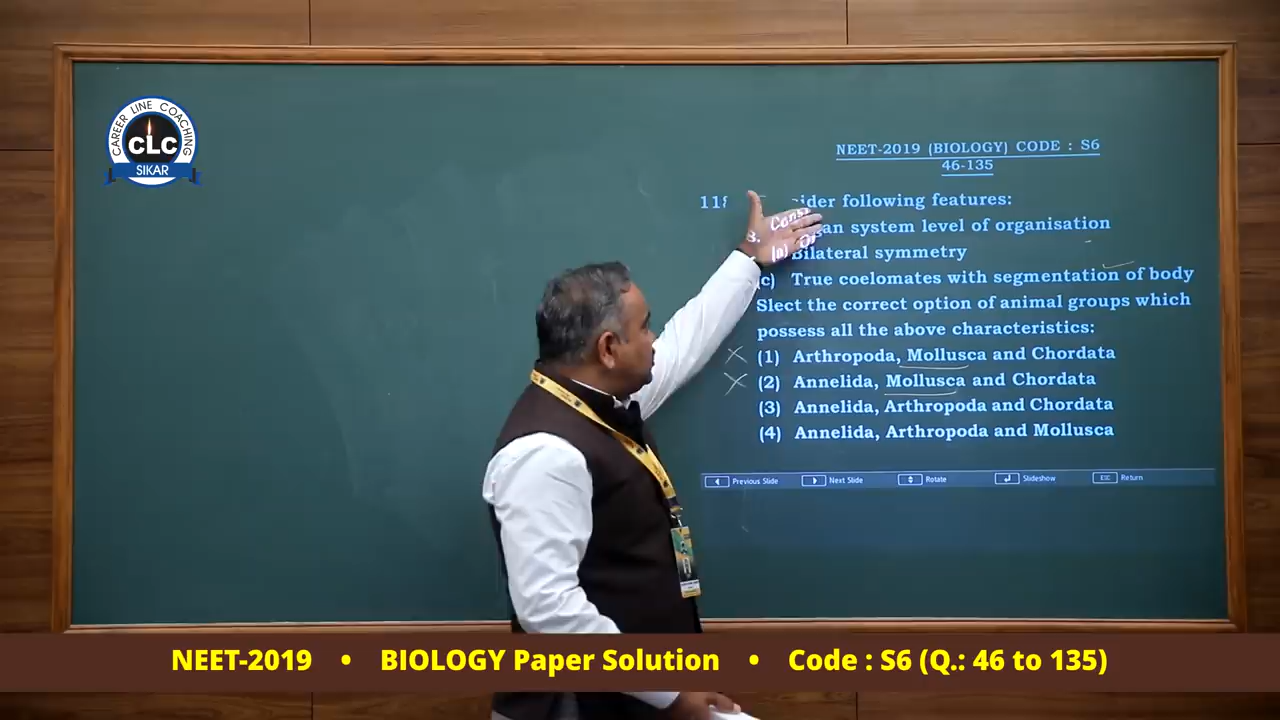 CAREER LINE COACHING
CLC
SIKAR
NEET-2019 (BIOLOGY) CODE : S6
46-135
118. Consider following features:
(a) Organ system level of organisation
Bilateral symmetry
(c) True coelomates with segmentation of body
Slect the correct option of animal groups which
possess all the above characteristics:
(1) Arthropoda, Mollusca and Chordata
(2) Annelida, Mollusca and Chordata
(3) Annelida, Arthropoda and Chordata
(4) Annelida, Arthropoda and Mollusca
Previous Slide Next Slide Rotate Slideshow ESC Return
NEET-2019 • BIOLOGY Paper Solution • Code : S6 (Q.: 46 to 135)